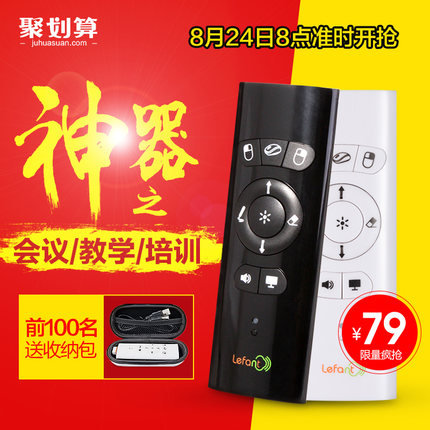 聚划算
juhuasuan.com
8月24日8点准时开抢
神器
之
会议/教学/培训
前100名
送收纳包
¥79
限量疯抢
Lefant
Lefant